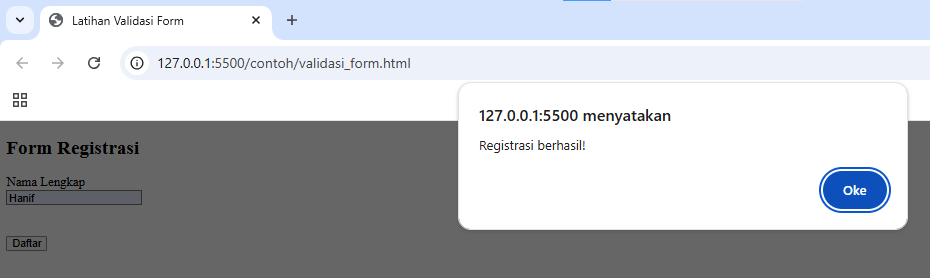 Latihan Validasi Form
127.0.0.1:5500/contoh/validasi_form.html
127.0.0.1:5500 menyatakan
Registrasi berhasil!
Oke
Form Registrasi
Nama Lengkap
Hanif
Daftar